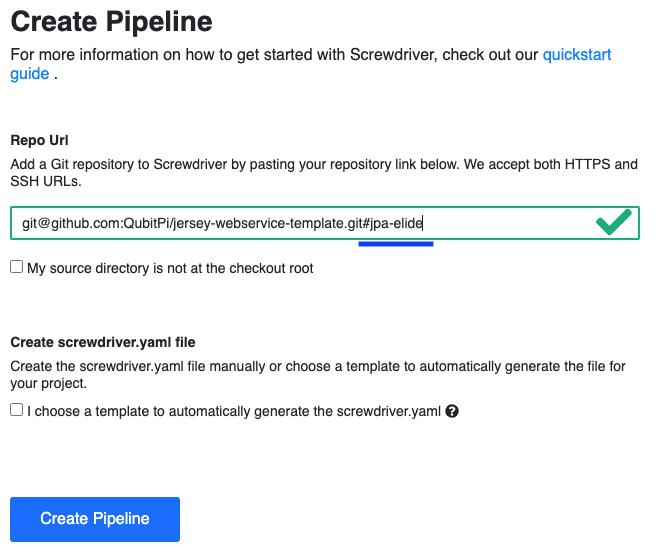 Create Pipeline
For more information on how to get started with Screwdriver, check out our quickstart
guide .
Repo Url
Add a Git repository to Screwdriver by pasting your repository link below. We accept both HTTPS and
SSH URLs.
git@github.com:QubitPi/jersey-webservice-template.git#jpa-elide
My source directory is not at the checkout root
Create screwdriver.yaml file
Create the screwdriver.yaml file manually or choose a template to automatically generate the file for
your project.
I choose a template to automatically generate the screwdriver.yaml ?
Create Pipeline